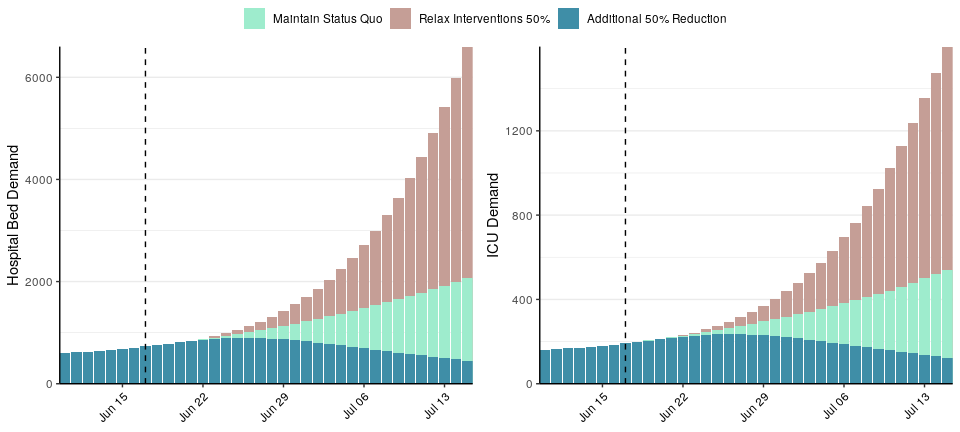 Maintain Status Quo Relax Interventions 50% Additional 50% Reduction
Hospital Bed Demand
6000
4000
2000
0
Jun 15 Jun 22 Jun 29 Jul 06 Jul 13
ICU Demand
1200
800
400
0
Jun 15 Jun 22 Jun 29 Jul 06 Jul 13